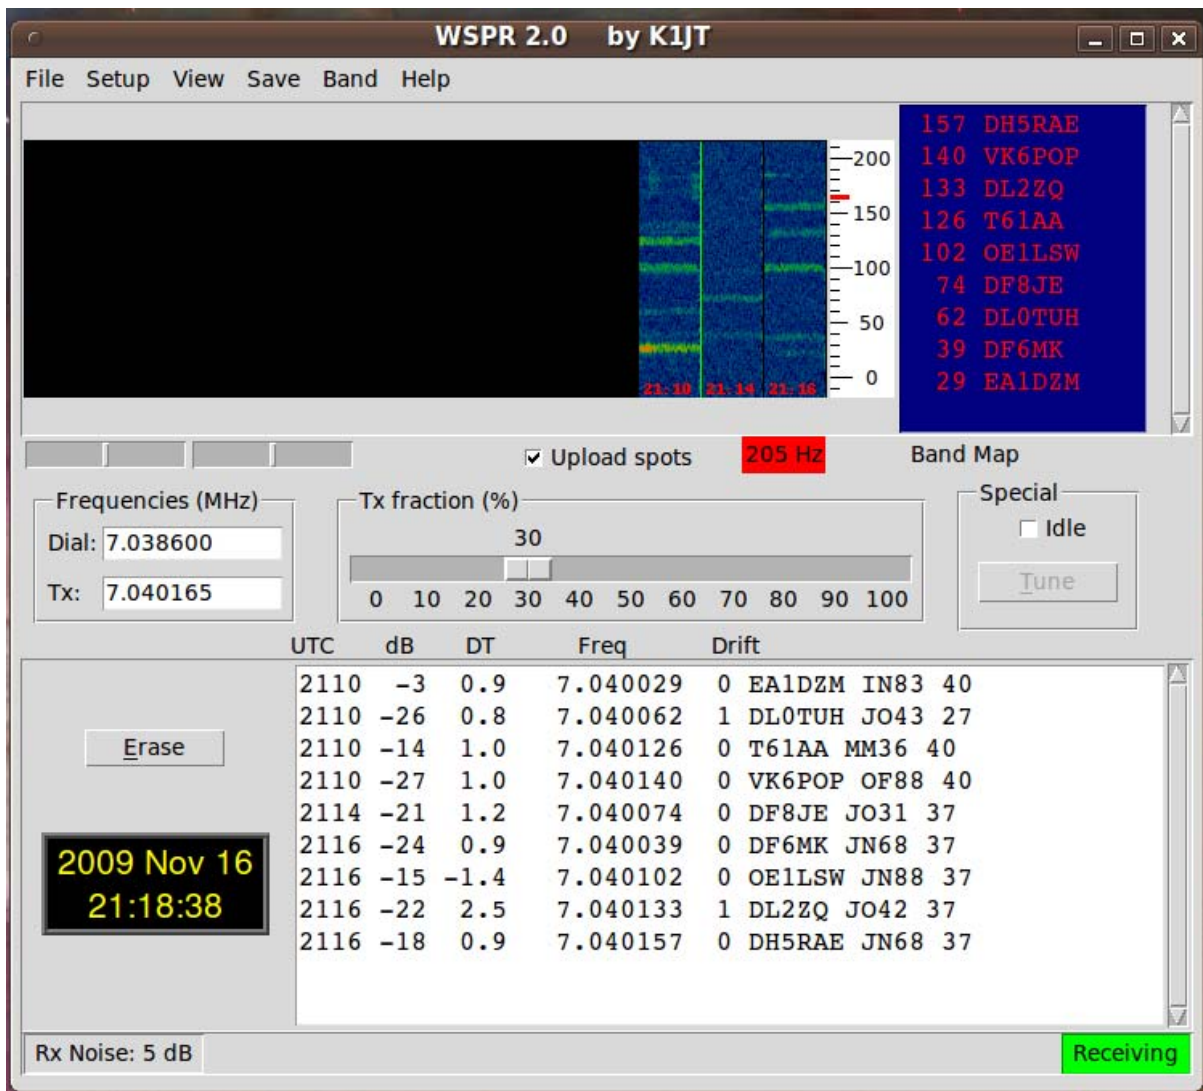 WSPR 2.0 by K1JT
File Setup View Save Band Help
200
150
100
50
0
21:10 21:14 21:16
157 DH5RAE
140 VK6POP
133 DL2ZQ
126 T61AA
102 OE1LSW
74 DF8JE
62 DL0TUH
39 DF6MK
29 EA1DZM
Upload spots
205 Hz
Band Map
Frequencies (MHz)
Dial: 7.038600
Tx: 7.040165
Tx fraction (%)
30
0 10 20 30 40 50 60 70 80 90 100
Special
Idle
Tune
UTC dB DT Freq Drift
2110 -3 0.9 7.040029 0 EA1DZM IN83 40
2110 -26 0.8 7.040062 1 DL0TUH JO43 27
2110 -14 1.0 7.040126 0 T61AA MM36 40
2110 -27 1.0 7.040140 0 VK6POP OF88 40
2114 -21 1.2 7.040074 0 DF8JE JO31 37
2116 -24 0.9 7.040039 0 DF6MK JN68 37
2116 -15 -1.4 7.040102 0 OE1LSW JN88 37
2116 -22 2.5 7.040133 1 DL2ZQ JO42 37
2116 -18 0.9 7.040157 0 DH5RAE JN68 37
Erase
2009 Nov 16
21:18:38
Rx Noise: 5 dB
Receiving